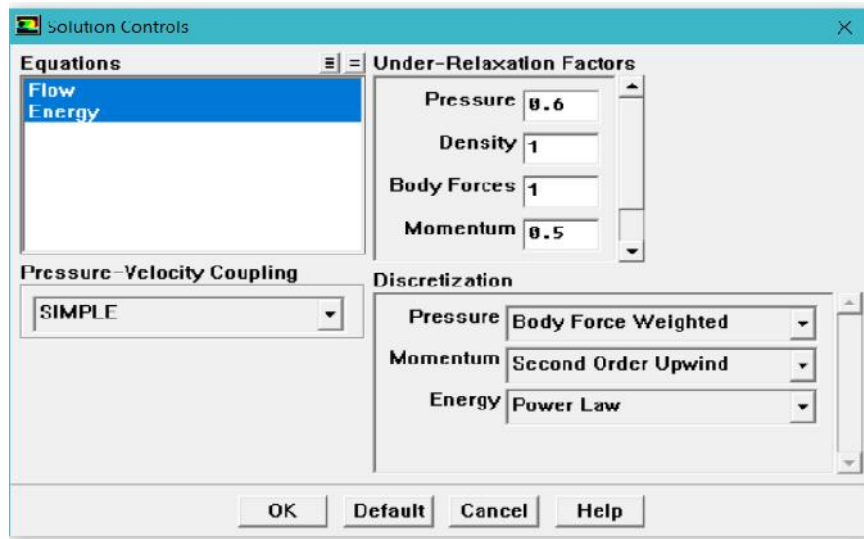 Solution Controls
Equations
Flow
Energy
Under-Relaxation Factors
Pressure 0.6
Density 1
Body Forces 1
Momentum 0.5
Pressure-Velocity Coupling
SIMPLE
Discretization
Pressure Body Force Weighted
Momentum Second Order Upwind
Energy Power Law
OK Default Cancel Help